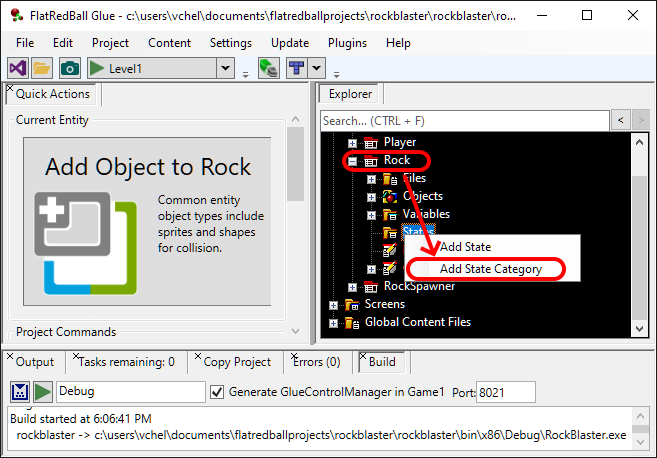 FlatRedBall Glue - c:\users\vchel\documents\flatredballprojects\rockblaster\rockblaster\ro...
File Project Content Settings Update Plugins Help
Level1
Quick Actions
Explorer
Current Entity
Add Object to Rock
Common entity
object types include
sprites and shapes
for collision.
Project Commands
Search... (CTRL + F)
< >
Player
Rock
Files
Objects
Variables
States
Add State
Add State Category
RockSpawner
Screens
Global Content Files
Output Tasks remaining: 0 Copy Project Errors (0) Build
Debug Generate GlueControlManager in Game1 Port: 8021
Build started at 6:06:41 PM
rockblaster -> c:\users\vchel\documents\flatredballprojects\rockblaster\rockblaster\bin\x86\Debug\RockBlaster.exe